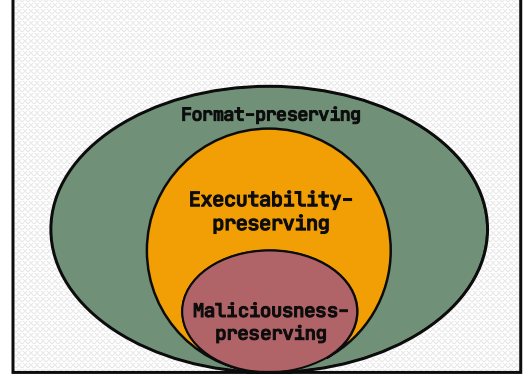 Format-preserving
Executability-
preserving
Maliciousness-
preserving